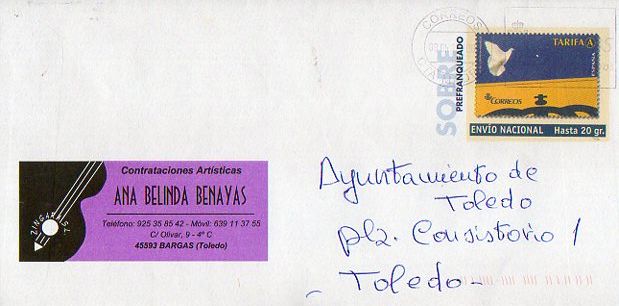 CORREOS
SOBRE
PREFRANQUEADO
TARIFA A
ESPAÑA
CORREOS
ENVÍO NACIONAL Hasta 20 gr.
Contrataciones Artísticas
ANA BELINDA BENAYAS
Teléfono: 925 35 85 42 - Móvil: 639 11 37 55
C/ Olivar, 9 - 4º C
45593 BARGAS (Toledo)
Ayuntamiento de
Toledo
plz. Consistorio 1
Toledo-